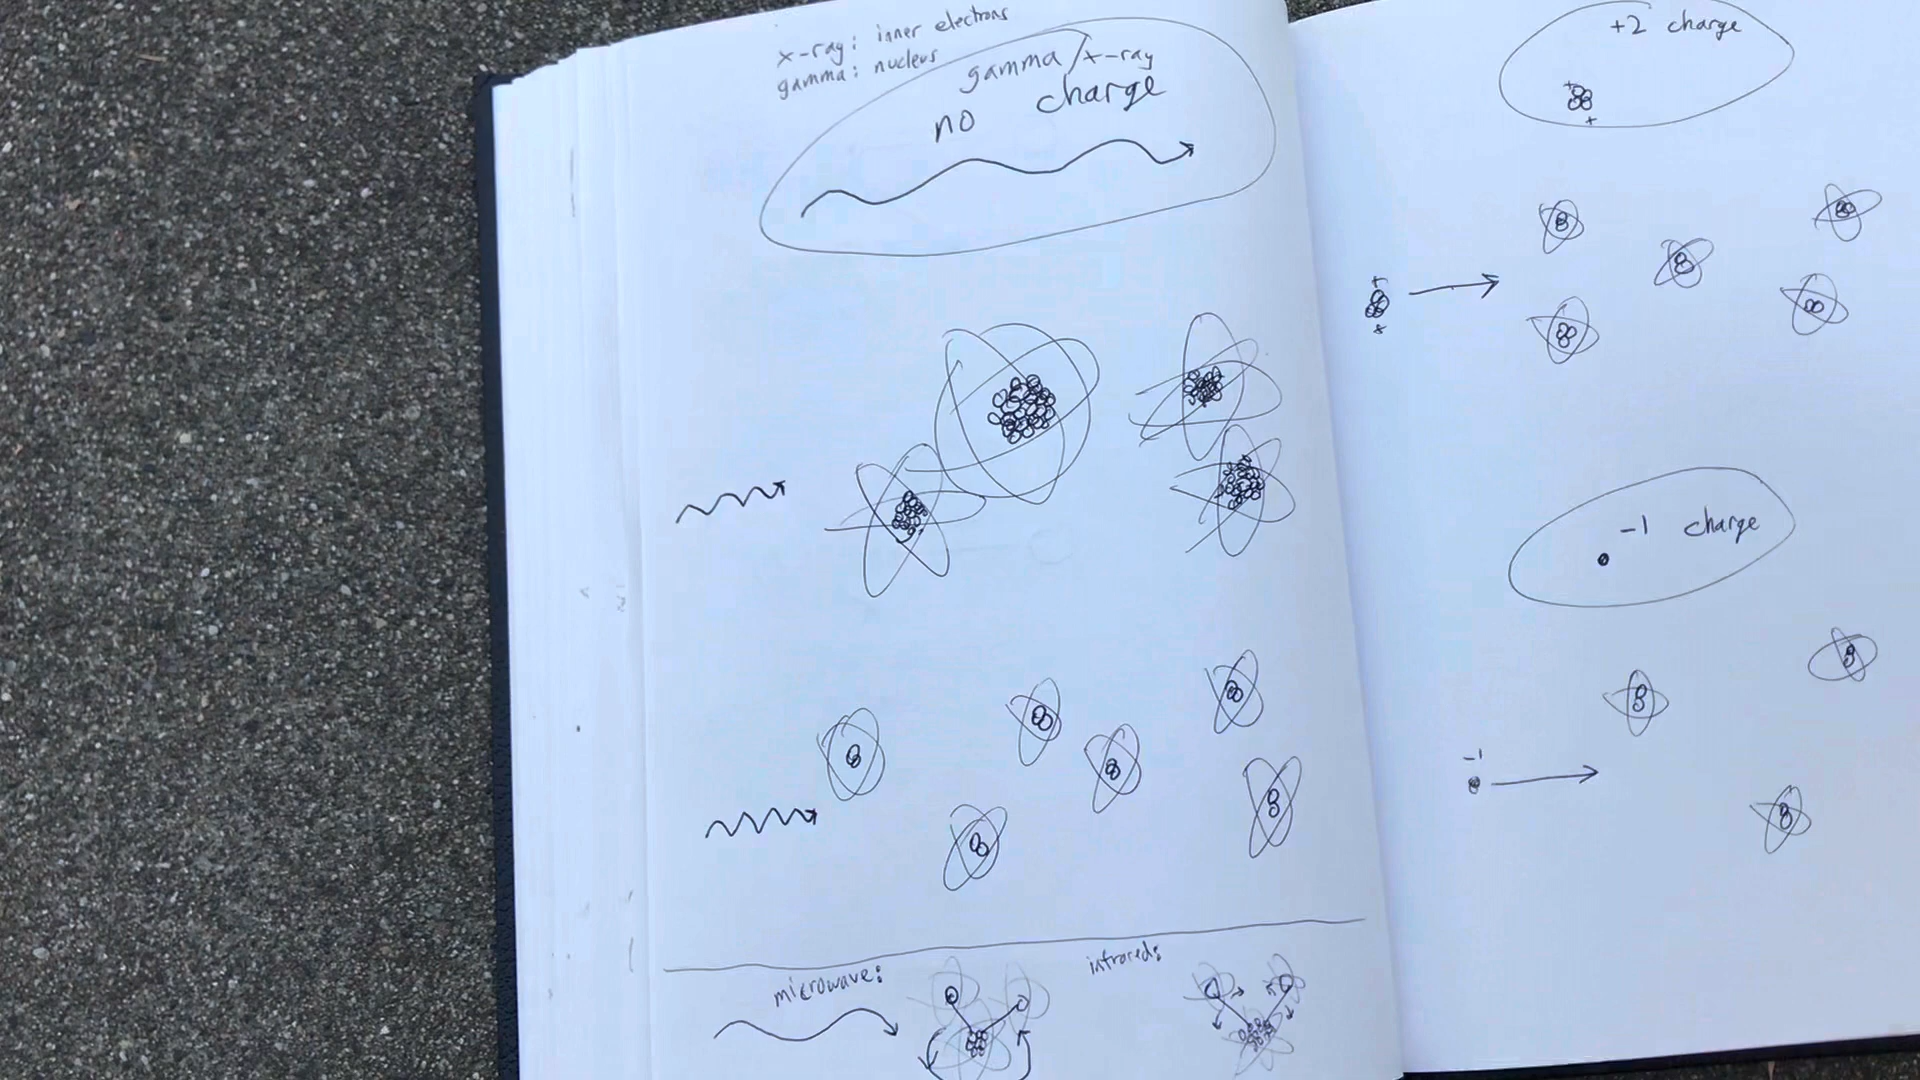 x-ray: inner electrons
gamma: nucleus
gamma/x-ray
no charge
microwave:
infrared:
+2 charge
+
+
+
+
-1 charge
-1